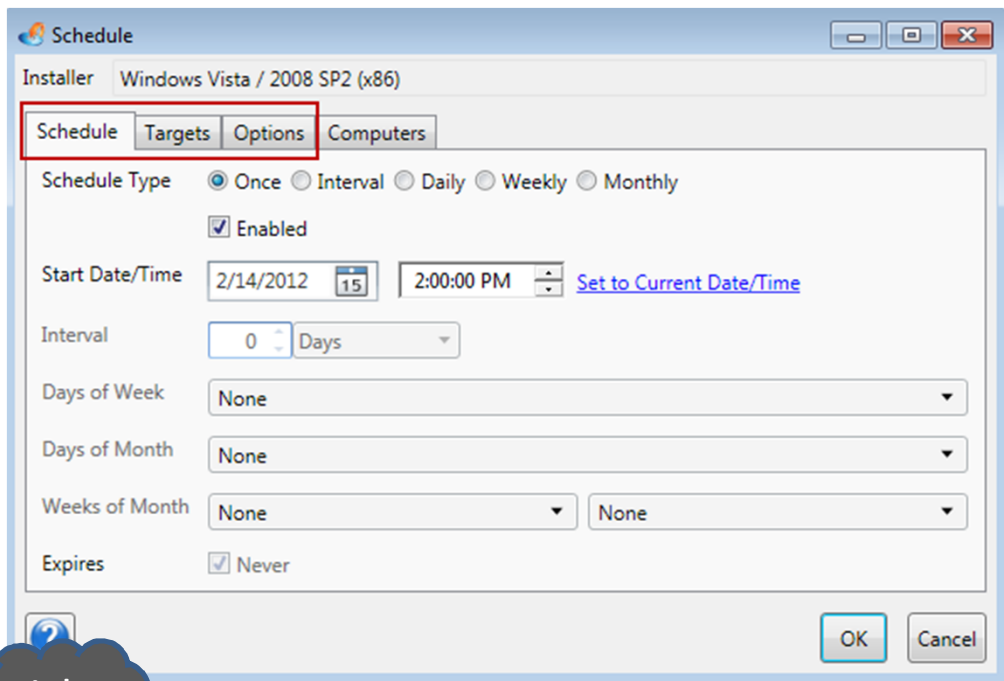 Schedule
Installer Windows Vista / 2008 SP2 (x86)
Schedule Targets Options Computers
Schedule Type Once Interval Daily Weekly Monthly
Enabled
Start Date/Time 2/14/2012 15 2:00:00 PM Set to Current Date/Time
Interval 0 Days
Days of Week None
Days of Month None
Weeks of Month None None
Expires Never
? OK Cancel